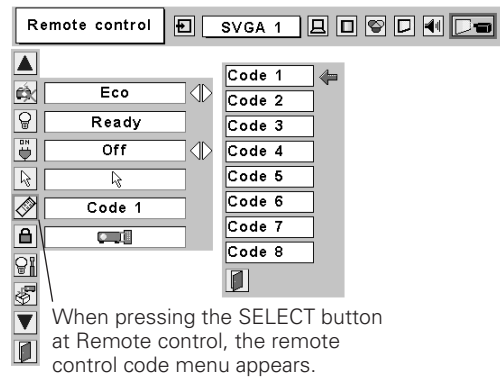 Remote control
SVGA 1
Eco
Ready
ON
Off
Code 1
Code 1
Code 2
Code 3
Code 4
Code 5
Code 6
Code 7
Code 8
When pressing the SELECT button
at Remote control, the remote
control code menu appears.